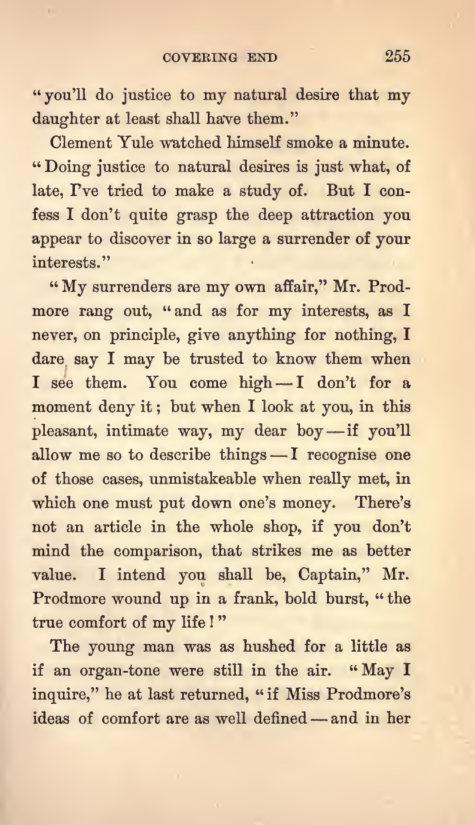 COVERING END 255
“you’ll do justice to my natural desire that my
daughter at least shall have them.”
Clement Yule watched himself smoke a minute.
“Doing justice to natural desires is just what, of
late, I’ve tried to make a study of. But I con-
fess I don’t quite grasp the deep attraction you
appear to discover in so large a surrender of your
interests.”
“My surrenders are my own affair,” Mr. Prod-
more rang out, “and as for my interests, as I
never, on principle, give anything for nothing, I
dare say I may be trusted to know them when
I see them. You come high—I don’t for a
moment deny it; but when I look at you, in this
pleasant, intimate way, my dear boy—if you’ll
allow me so to describe things—I recognise one
of those cases, unmistakeable when really met, in
which one must put down one’s money. There’s
not an article in the whole shop, if you don’t
mind the comparison, that strikes me as better
value. I intend you shall be, Captain,” Mr.
Prodmore wound up in a frank, bold burst, “the
true comfort of my life!”
The young man was as hushed for a little as
if an organ-tone were still in the air. “May I
inquire,” he at last returned, “if Miss Prodmore’s
ideas of comfort are as well defined—and in her